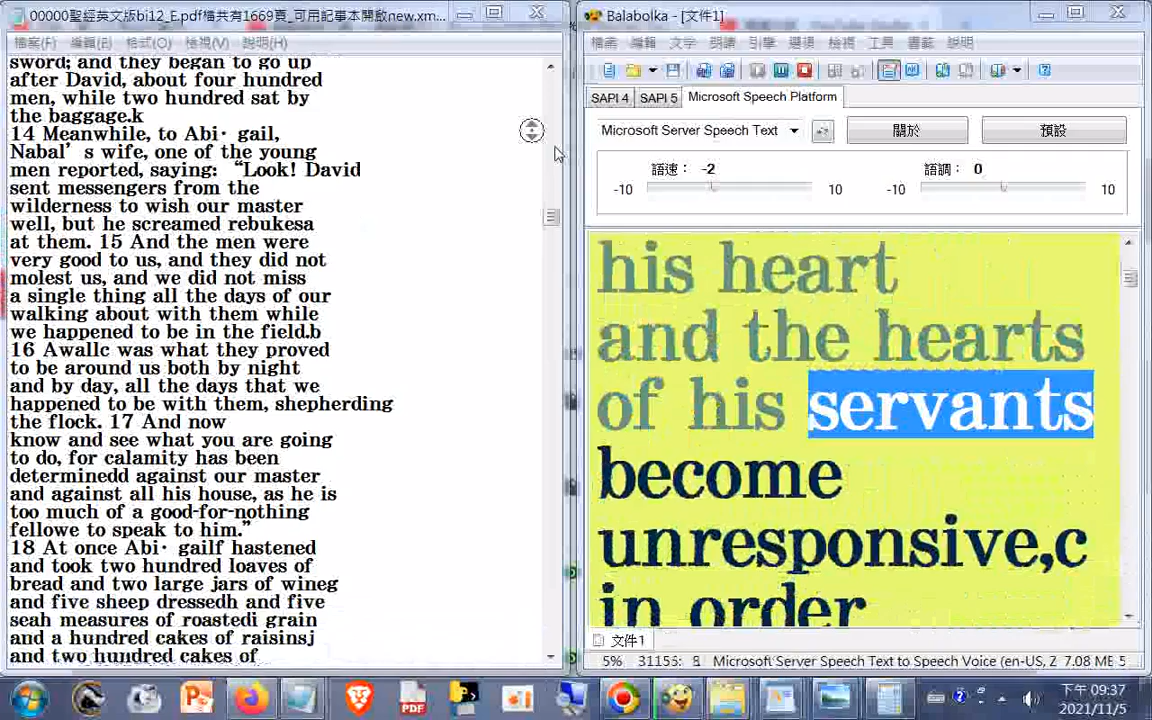 00000聖經英文版bi12_E.pdf檔共有1669頁_可用記事本開啟new.xm...
檔案(F) 編輯(E) 格式(O) 檢視(V) 說明(H)
sword; and they began to go up
after David, about four hundred
men, while two hundred sat by
the baggage.k
14 Meanwhile, to Abi· gail,
Nabal’ s wife, one of the young
men reported, saying: “Look! David
sent messengers from the
wilderness to wish our master
well, but he screamed rebukesa
at them. 15 And the men were
very good to us, and they did not
molest us, and we did not miss
a single thing all the days of our
walking about with them while
we happened to be in the field.b
16 Awallc was what they proved
to be around us both by night
and by day, all the days that we
happened to be with them, shepherding
the flock. 17 And now
know and see what you are going
to do, for calamity has been
determinedd against our master
and against all his house, as he is
too much of a good-for-nothing
fellowe to speak to him.”
18 At once Abi· gailf hastened
and took two hundred loaves of
bread and two large jars of wineg
and five sheep dressedh and five
seah measures of roastedi grain
and a hundred cakes of raisinsj
and two hundred cakes of
Balabolka - [文件1]
檔案 編輯 文字 朗讀 引擎 選項 檢視 工具 書籤 說明
SAPI 4 SAPI 5 Microsoft Speech Platform
Microsoft Server Speech Text 關於 預設
語速： -2 語調： 0
-10 10 -10 10
his heart
and the hearts
of his servants
become
unresponsive,c
in order
文件1
5% 31155: 8 Microsoft Server Speech Text to Speech Voice (en-US, Z 7.08 MB 5
下午 09:37
2021/11/5